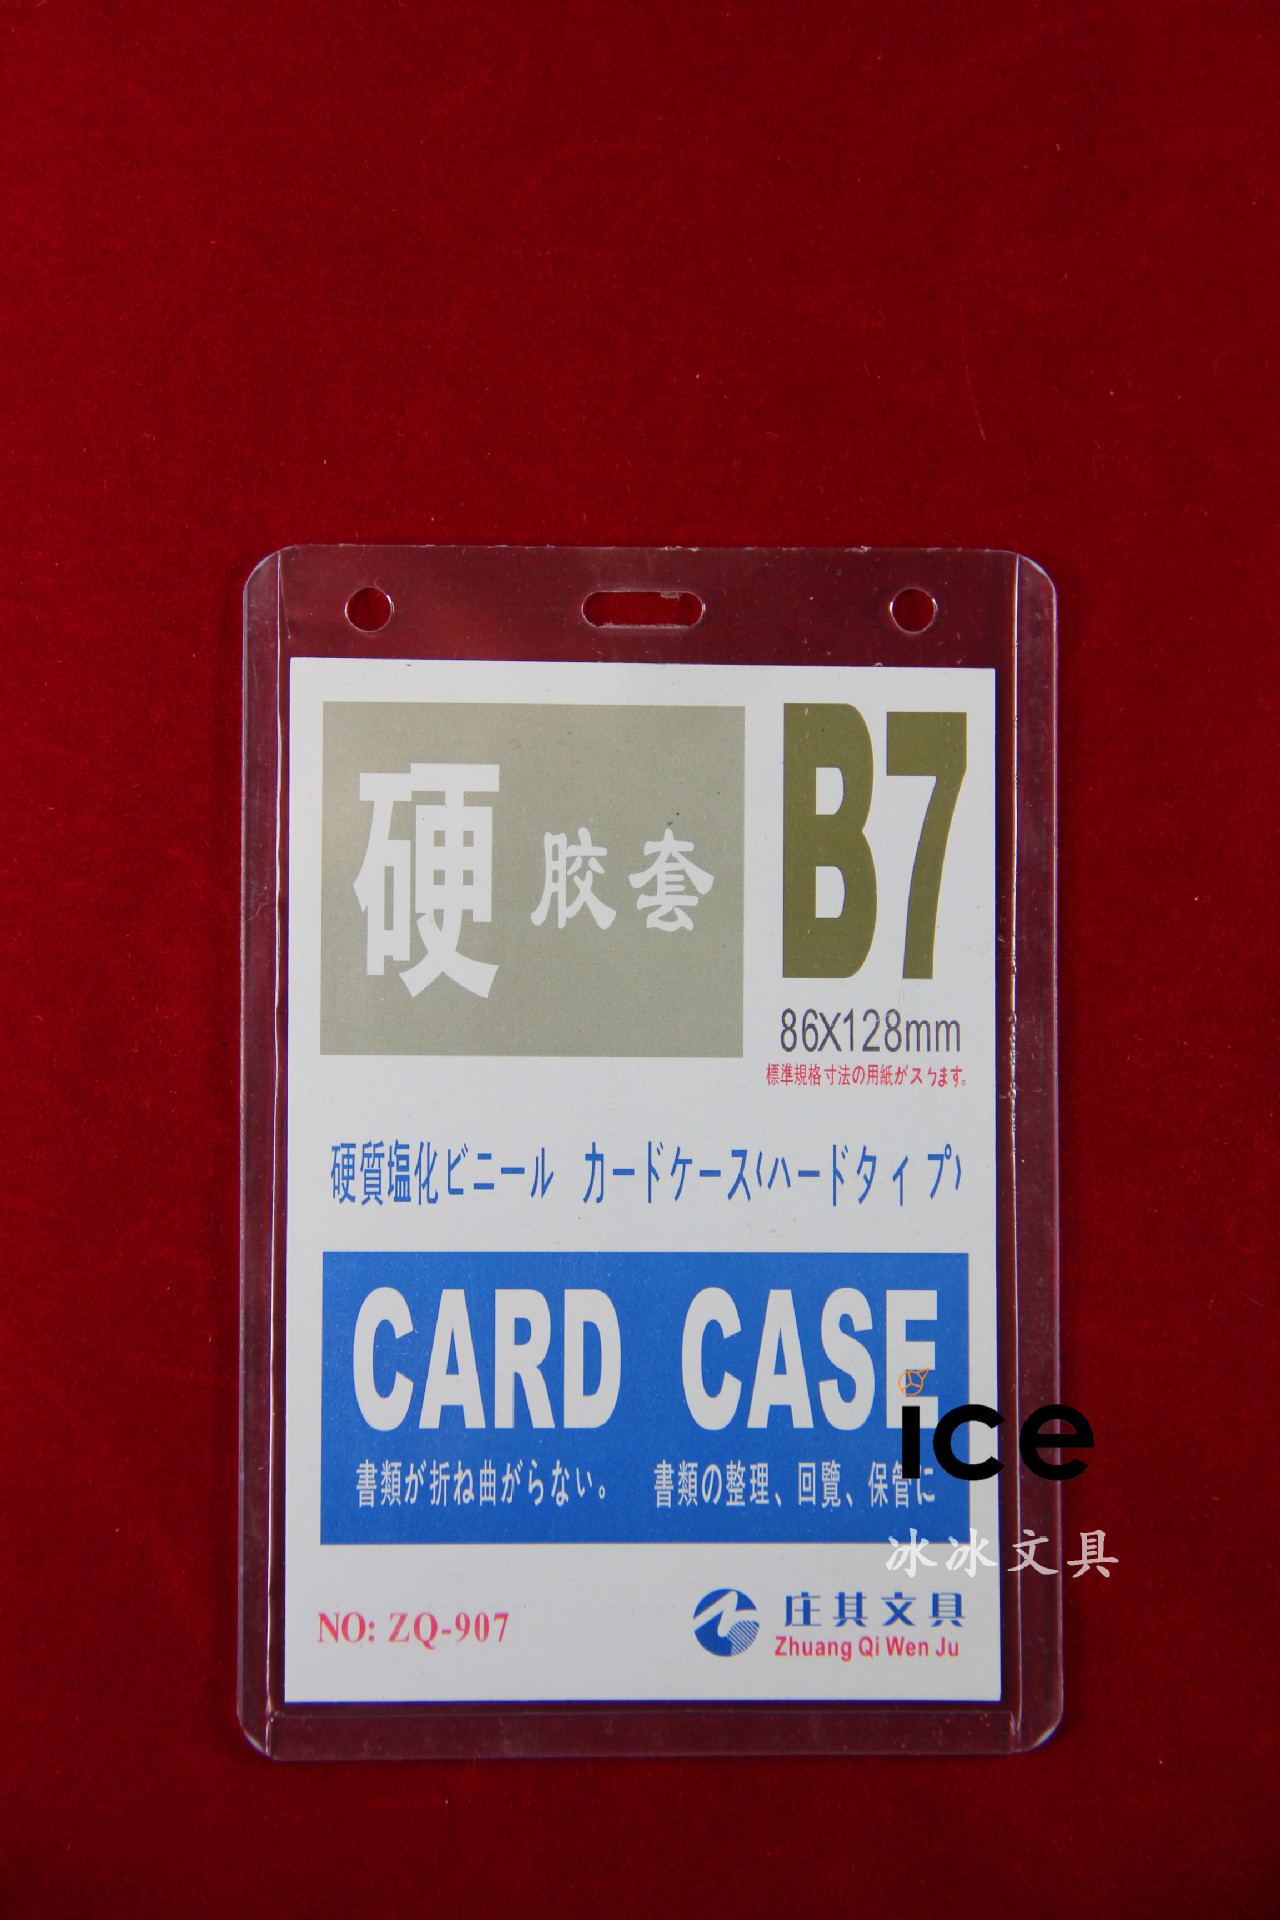 硬 胶套
B7
86X128mm
標準規格寸法の用紙がスケます。
硬質塩化ビニール カードケース(ハードタイプ)
CARD CASE
書類が折ね曲がらない。 書類の整理、回覽、保管に
ice
冰冰文具
NO: ZQ-907
庄其文具
Zhuang Qi Wen Ju